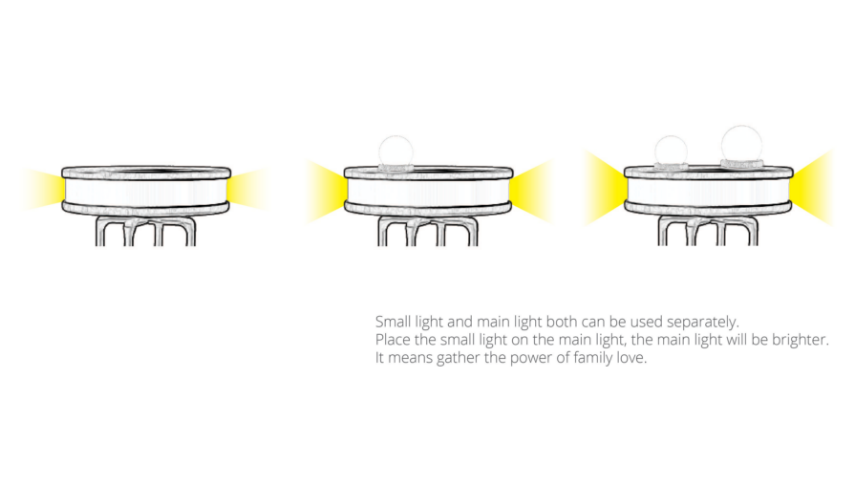 Small light and main light both can be used separately.
Place the small light on the main light, the main light will be brighter.
It means gather the power of family love.